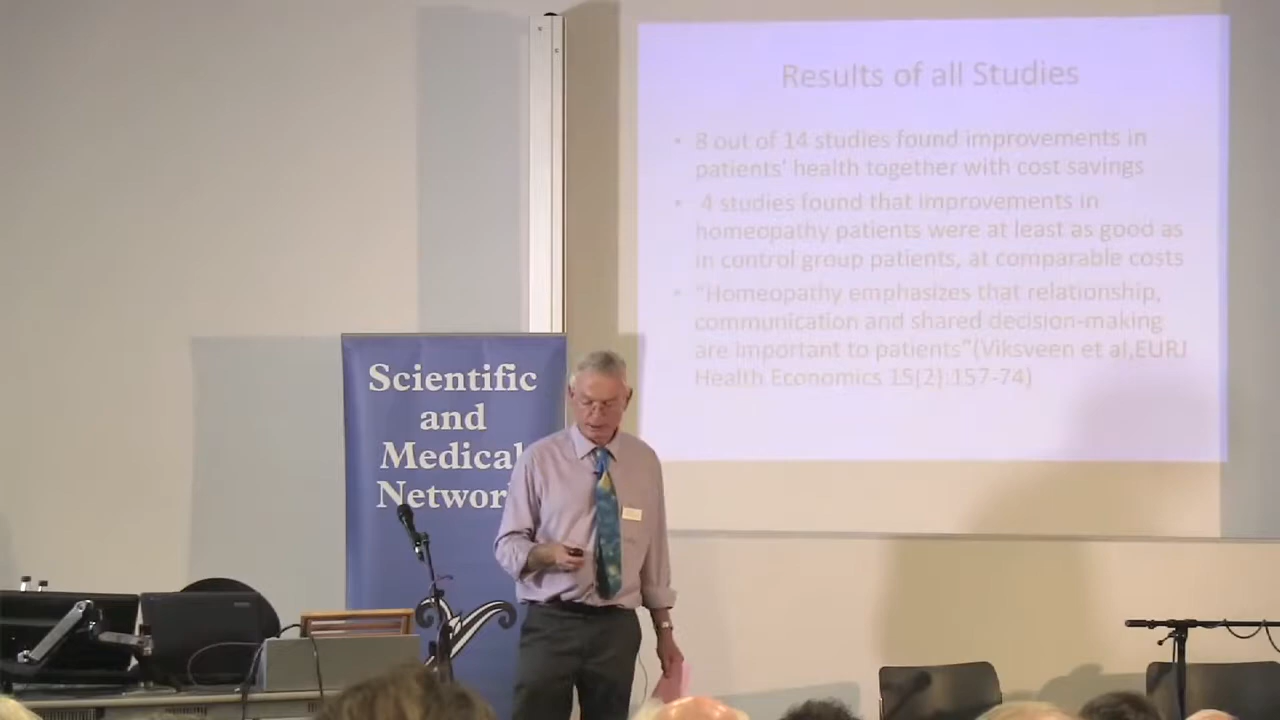 Scientific
and
Medical
Networ
Results of all Studies
• 8 out of 14 studies found improvements in
patients' health together with cost savings
• 4 studies found that improvements in
homeopathy patients were at least as good as
in control group patients, at comparable costs
• "Homeopathy emphasizes that relationship,
communication and shared decision-making
are important to patients"(Viksveen et al,EURJ
Health Economics 15(2):157-74)